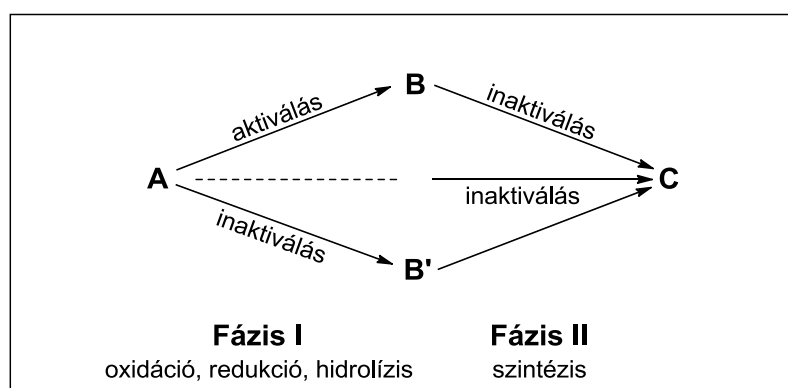 B
aktiválás
inaktiválás
A
C
inaktiválás
inaktiválás
B'
Fázis I
Fázis II
oxidáció, redukció, hidrolízis
szintézis